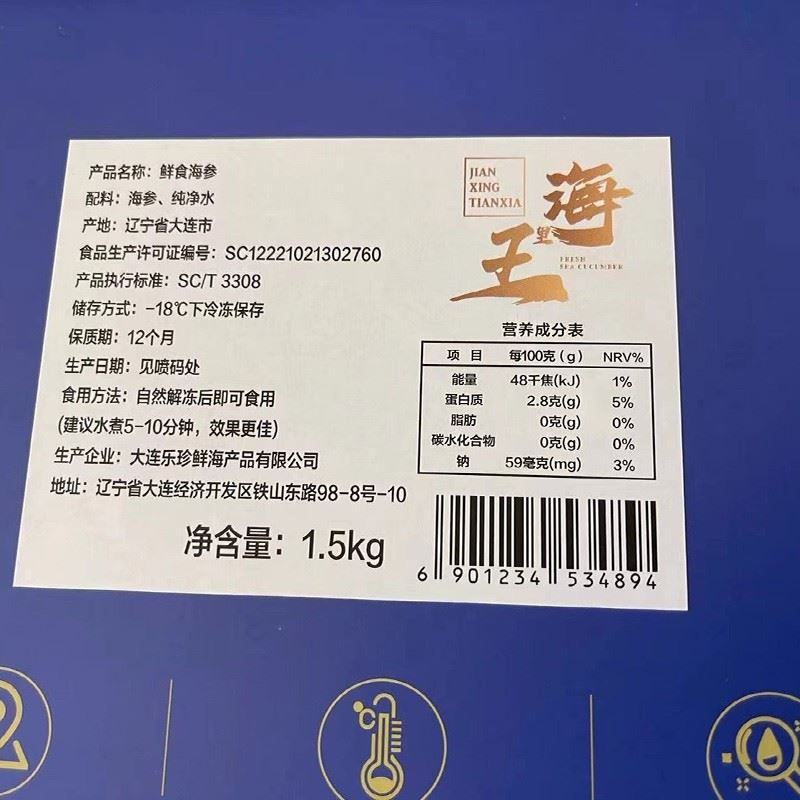 产品名称：鲜食海参
配料：海参、纯净水
产地：辽宁省大连市
食品生产许可证编号：SC12221021302760
产品执行标准：SC/T 3308
储存方式：-18℃下冷冻保存
保质期：12个月
生产日期：见喷码处
食用方法：自然解冻后即可食用
(建议水煮5-10分钟，效果更佳)
生产企业：大连乐珍鲜海产品有限公司
地址：辽宁省大连经济开发区铁山东路98-8号-10
净含量：1.5kg
JIAN
XING
TIANXIA
海
里
王
FRESH
SEA CUCUMBER
营养成分表
项 目 每100克(g) NRV%
能量 48千焦(kJ) 1%
蛋白质 2.8克(g) 5%
脂肪 0克(g) 0%
碳水化合物 0克(g) 0%
钠 59毫克(mg) 3%
6 901234 534894
℃